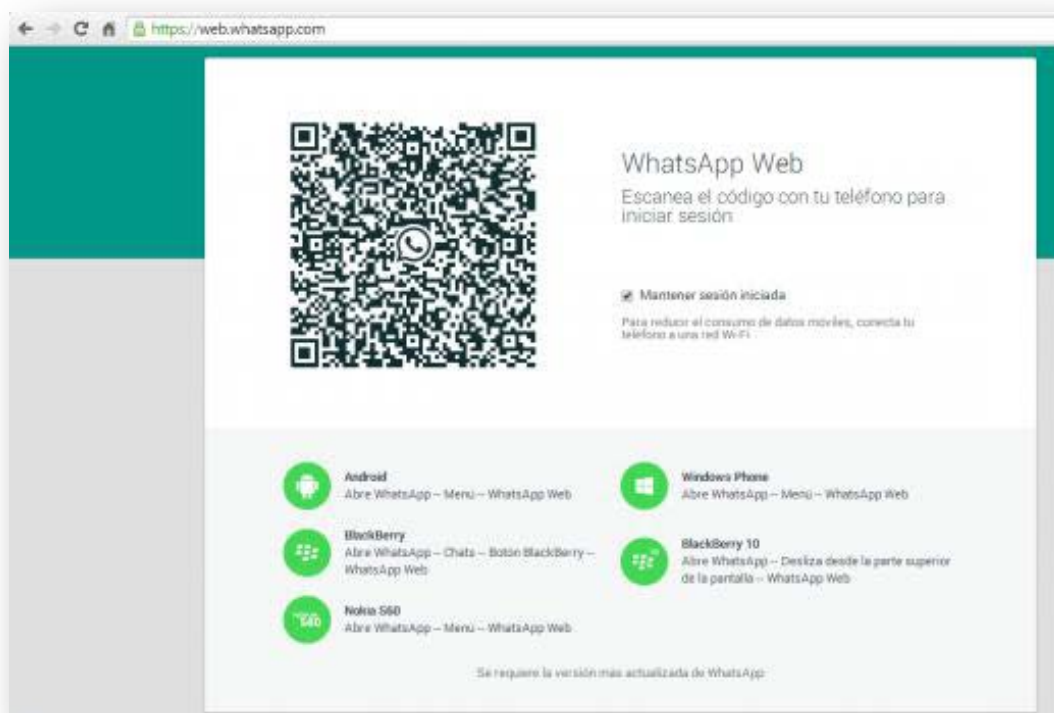 https://web.whatsapp.com
WhatsApp Web
Escanea el código con tu teléfono para
iniciar sesión
Mantener sesión iniciada
Para reducir el consumo de datos móviles, conecta tu
teléfono a una red Wi-Fi
Android
Abre WhatsApp – Menú – WhatsApp Web
Windows Phone
Abre WhatsApp – Menú – WhatsApp Web
BlackBerry
Abre WhatsApp – Chats – Botón BlackBerry –
WhatsApp Web
BlackBerry 10
Abre WhatsApp – Desliza desde la parte superior
de la pantalla – WhatsApp Web
Nokia S60
Abre WhatsApp – Menú – WhatsApp Web
Se requiere la versión más actualizada de WhatsApp